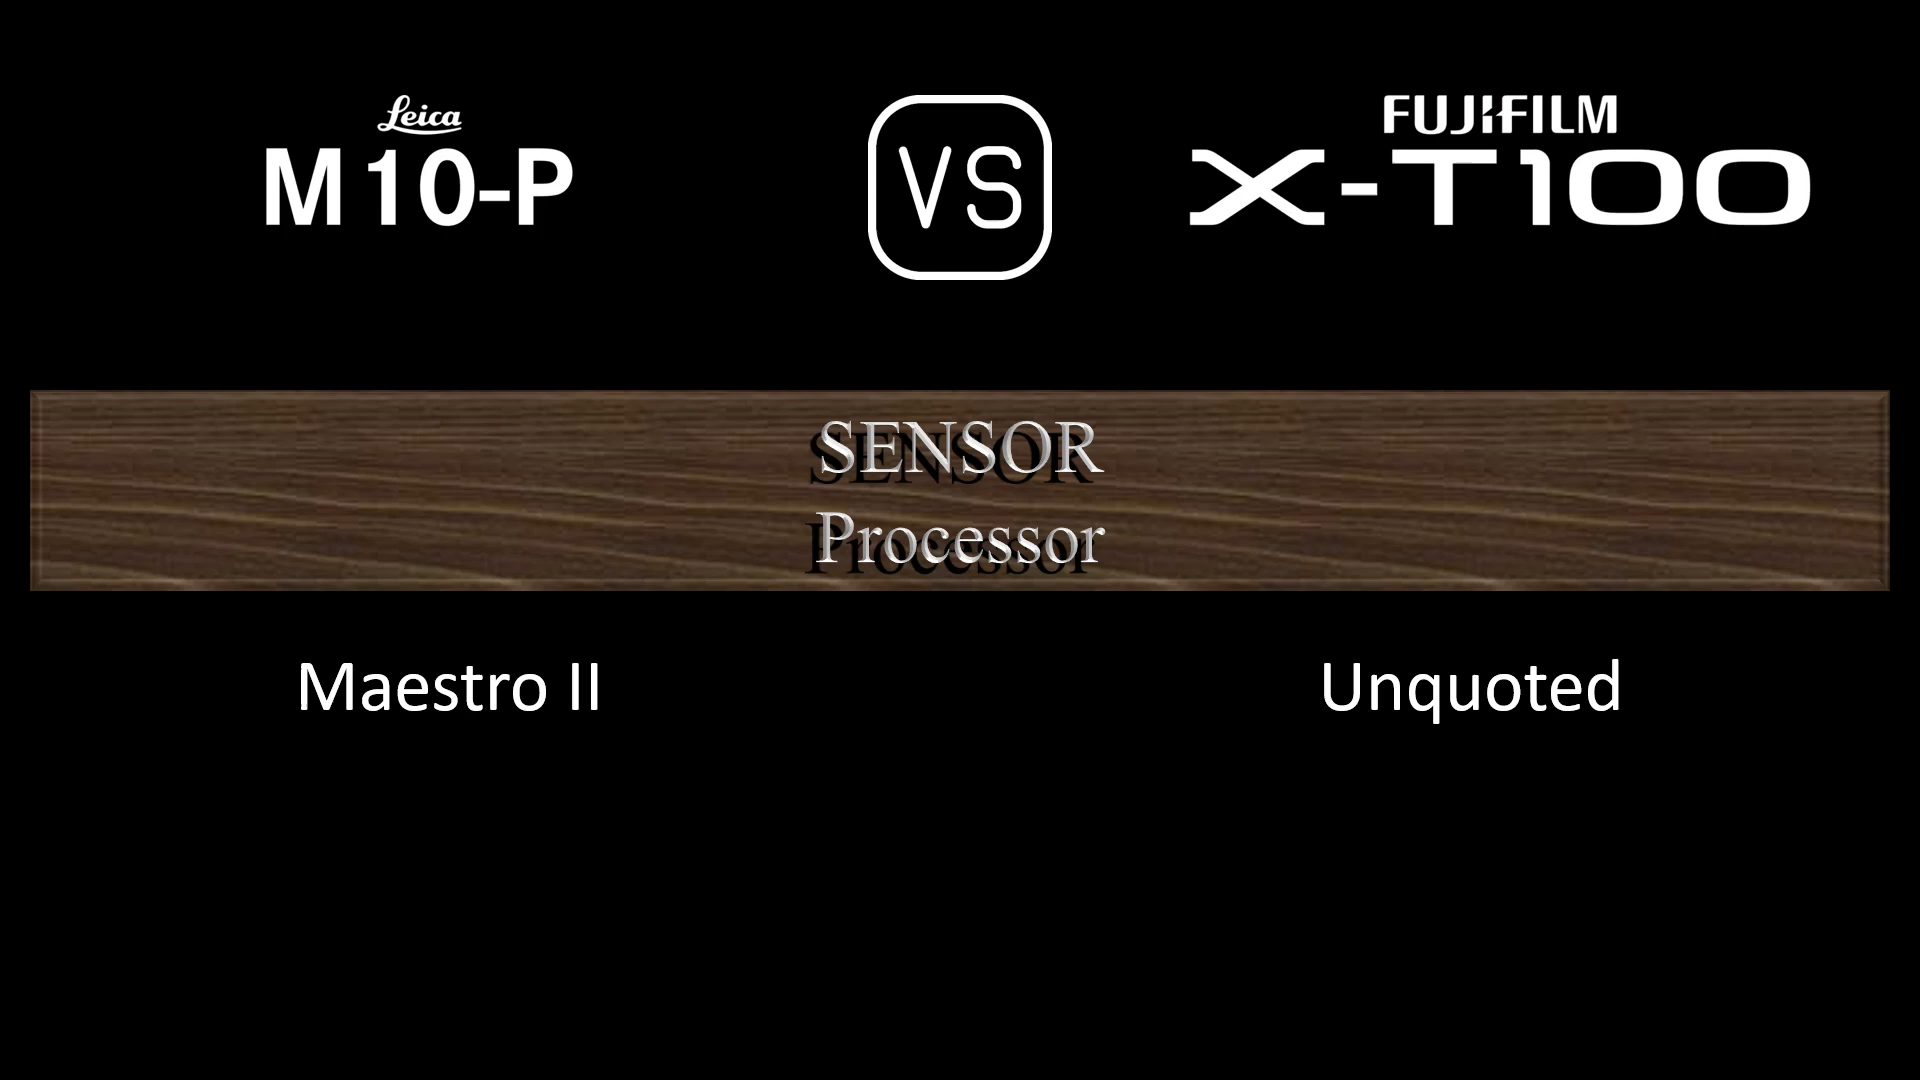 Leica
M10-P
VS
FUJIFILM
X-T100
SENSOR
Processor
Maestro II
Unquoted